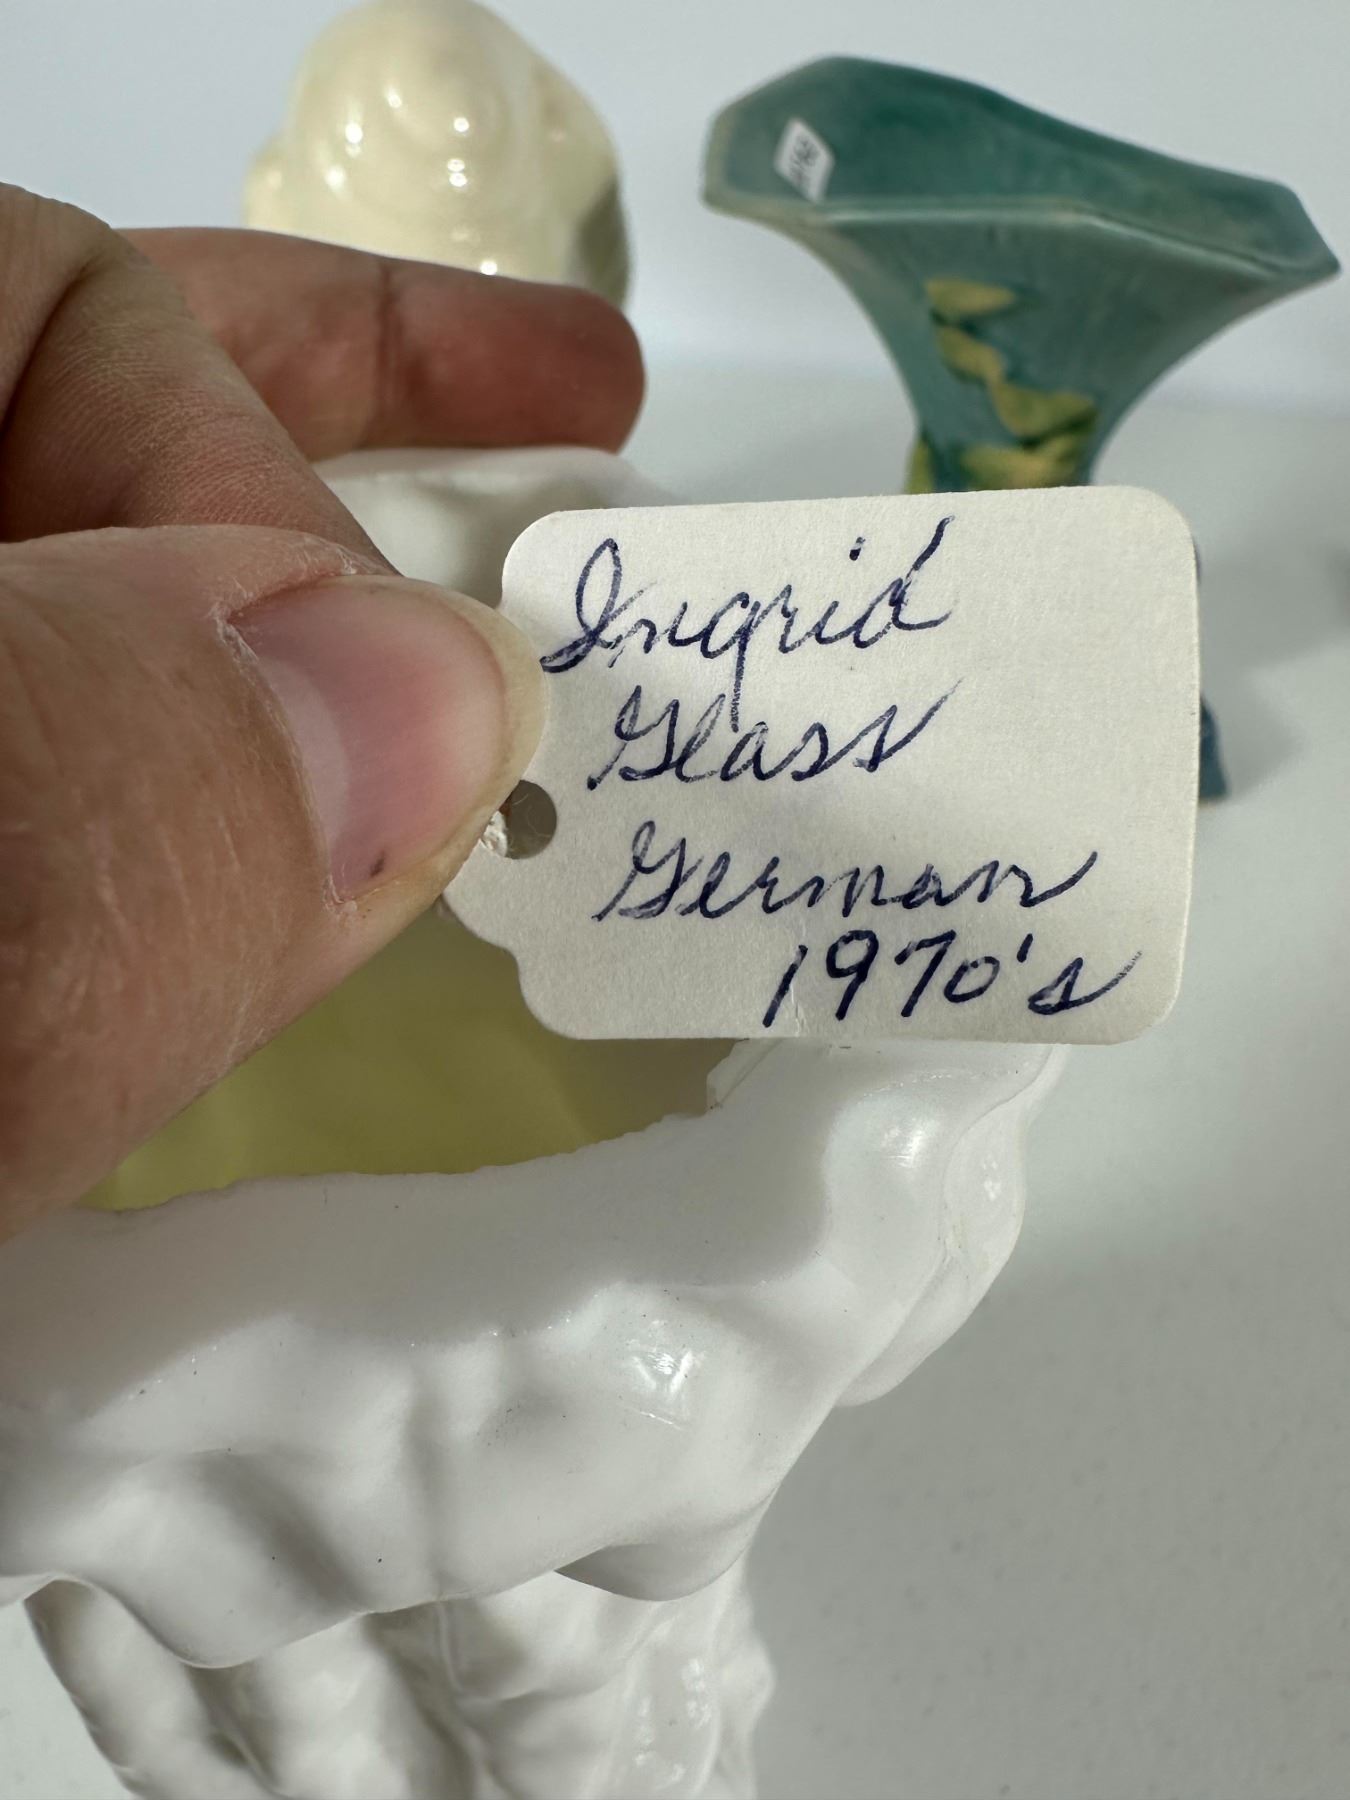 Ingrid
Glass
German
1970's